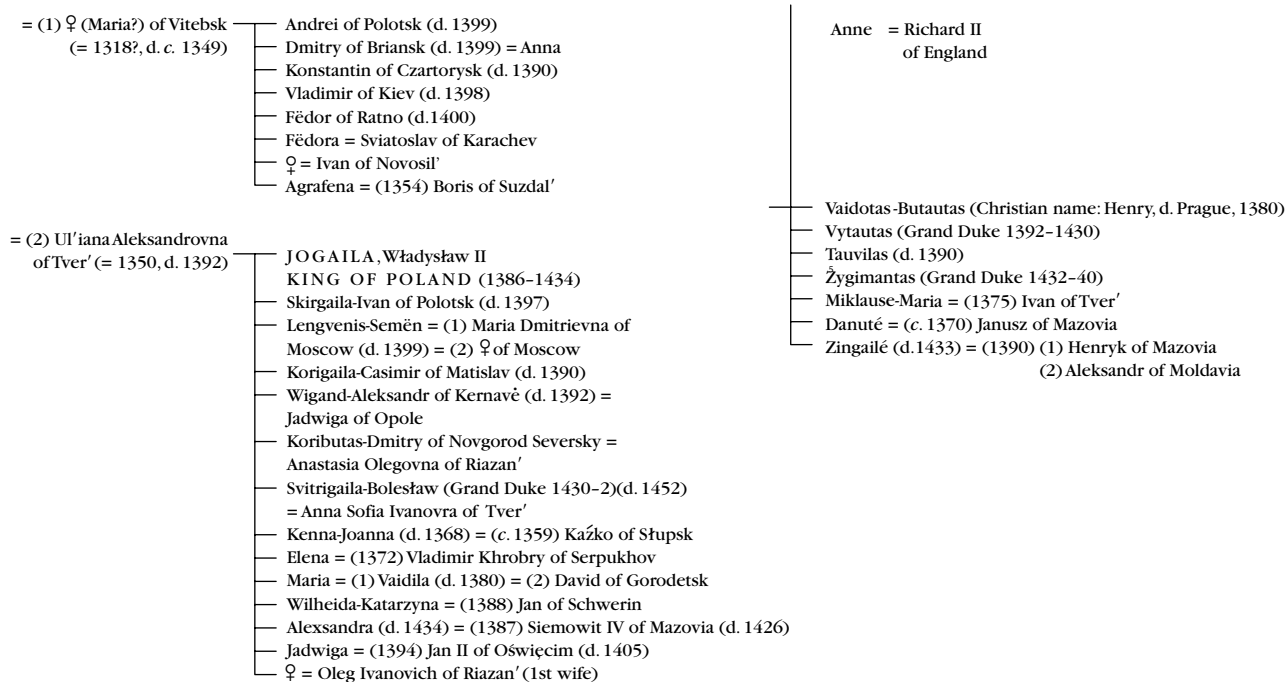 = (1) ♀ (Maria?) of Vitebsk
(= 1318?, d. c. 1349)
Andrei of Polotsk (d. 1399)
Dmitry of Briansk (d. 1399) = Anna
Konstantin of Czartorysk (d. 1390)
Vladimir of Kiev (d. 1398)
Fëdor of Ratno (d.1400)
Fëdora = Sviatoslav of Karachev
♀ = Ivan of Novosil'
Agrafena = (1354) Boris of Suzdal′
= (2) Ul′iana Aleksandrovna
of Tver′ (= 1350, d. 1392)
JOGAILA, Władysław II
KING OF POLAND (1386–1434)
Skirgaila-Ivan of Polotsk (d. 1397)
Lengvenis-Semën = (1) Maria Dmitrievna of
Moscow (d. 1399) = (2) ♀ of Moscow
Korigaila-Casimir of Matislav (d. 1390)
Wigand-Aleksandr of Kernavė (d. 1392) =
Jadwiga of Opole
Koributas-Dmitry of Novgorod Seversky =
Anastasia Olegovna of Riazan′
Svitrigaila-Bolesław (Grand Duke 1430–2)(d. 1452)
= Anna Sofia Ivanovra of Tver′
Kenna-Joanna (d. 1368) = (c. 1359) Kaźko of Słupsk
Elena = (1372) Vladimir Khrobry of Serpukhov
Maria = (1) Vaidila (d. 1380) = (2) David of Gorodetsk
Wilheida-Katarzyna = (1388) Jan of Schwerin
Alexsandra (d. 1434) = (1387) Siemowit IV of Mazovia (d. 1426)
Jadwiga = (1394) Jan II of Oświęcim (d. 1405)
♀ = Oleg Ivanovich of Riazan′ (1st wife)
Anne = Richard II
of England
Vaidotas-Butautas (Christian name: Henry, d. Prague, 1380)
Vytautas (Grand Duke 1392–1430)
Tauvilas (d. 1390)
Žygimantas (Grand Duke 1432–40)
Miklause-Maria = (1375) Ivan of Tver′
Danuté = (c. 1370) Janusz of Mazovia
Zingailé (d.1433) = (1390) (1) Henryk of Mazovia
(2) Aleksandr of Moldavia